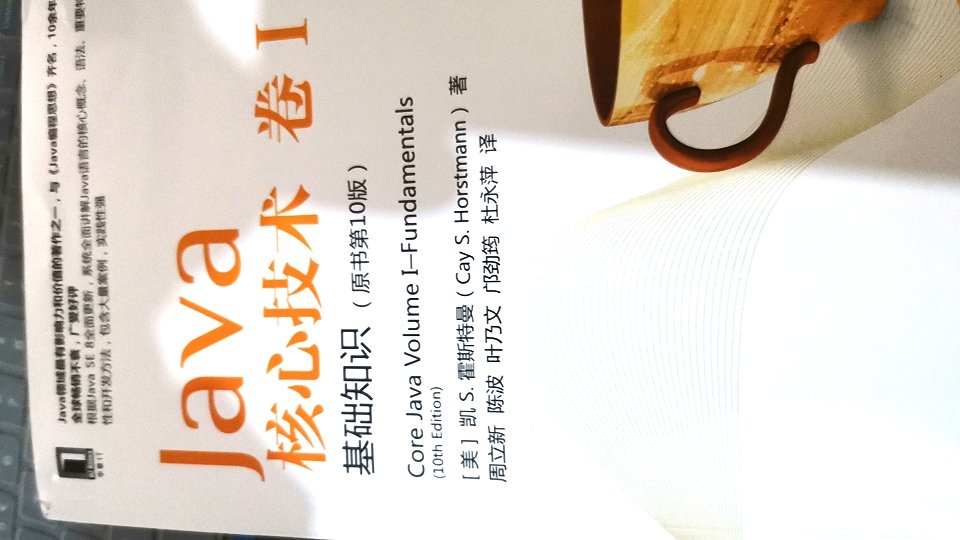 Java领域最有影响力和价值的著作之一，与《Java编程思想》齐名，10余年
全球畅销不衰，广受好评
根据Java SE 8全面更新，系统全面讲解Java语言的核心概念、语法、重要特
性和开发方法，包含大量案例，实践性强
Java
核心技术 卷 I
基础知识（原书第10版）
Core Java Volume I—Fundamentals
(10th Edition)
[美] 凯 S. 霍斯特曼（Cay S. Horstmann）著
周立新 陈波 叶乃文 邝劲筠 杜永萍 译